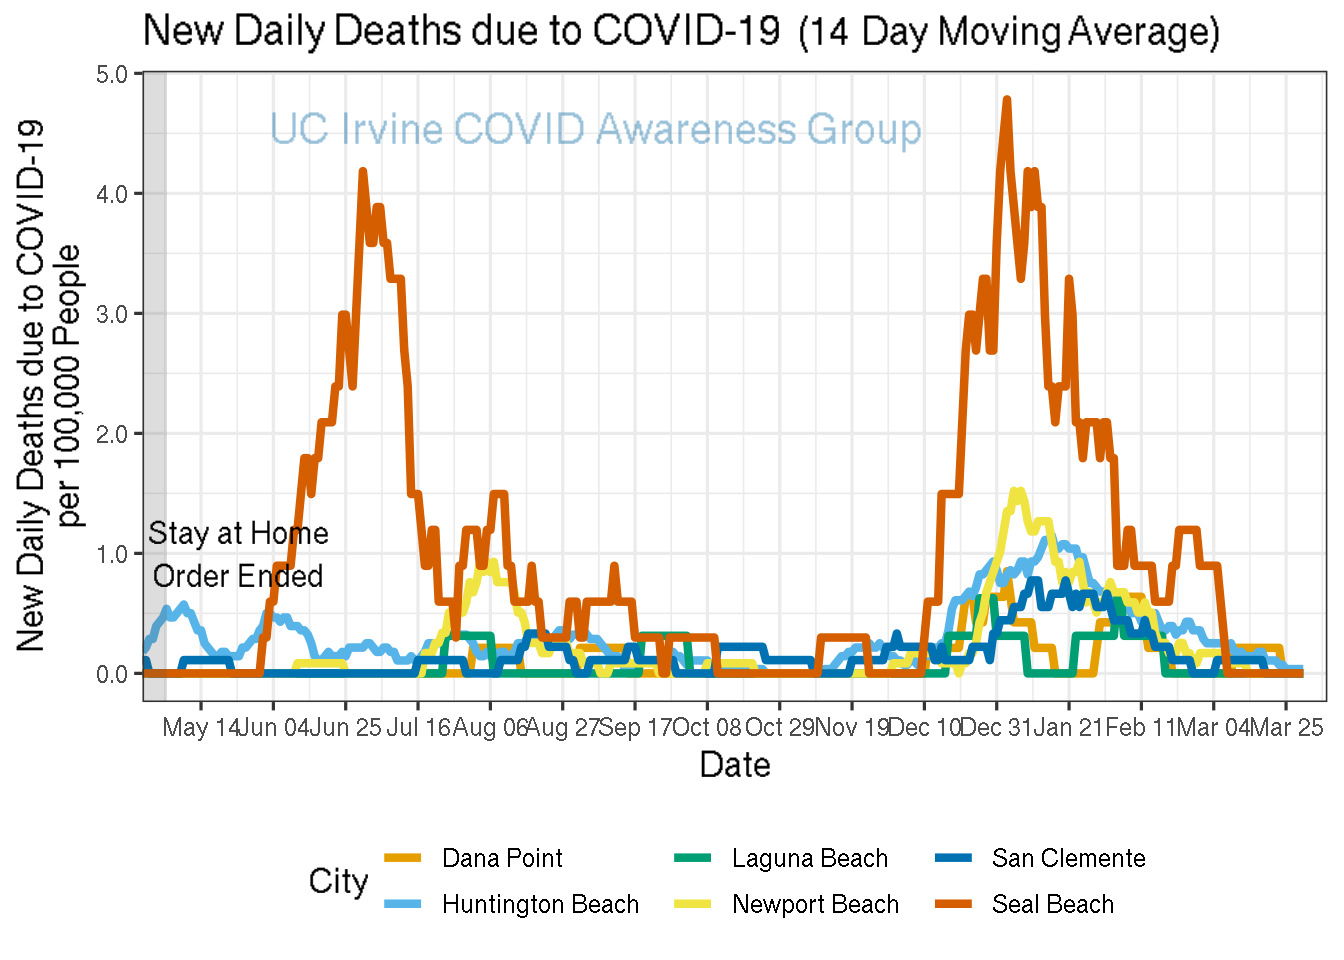 New Daily Deaths due to COVID-19 (14 Day Moving Average)
UC Irvine COVID Awareness Group
New Daily Deaths due to COVID-19
per 100,000 People
5.0
4.0
3.0
2.0
1.0
0.0
Stay at Home
Order Ended
May 14 Jun 04 Jun 25 Jul 16 Aug 06 Aug 27 Sep 17 Oct 08 Oct 29 Nov 19 Dec 10 Dec 31 Jan 21 Feb 11 Mar 04 Mar 25
Date
City
Dana Point Laguna Beach San Clemente
Huntington Beach Newport Beach Seal Beach